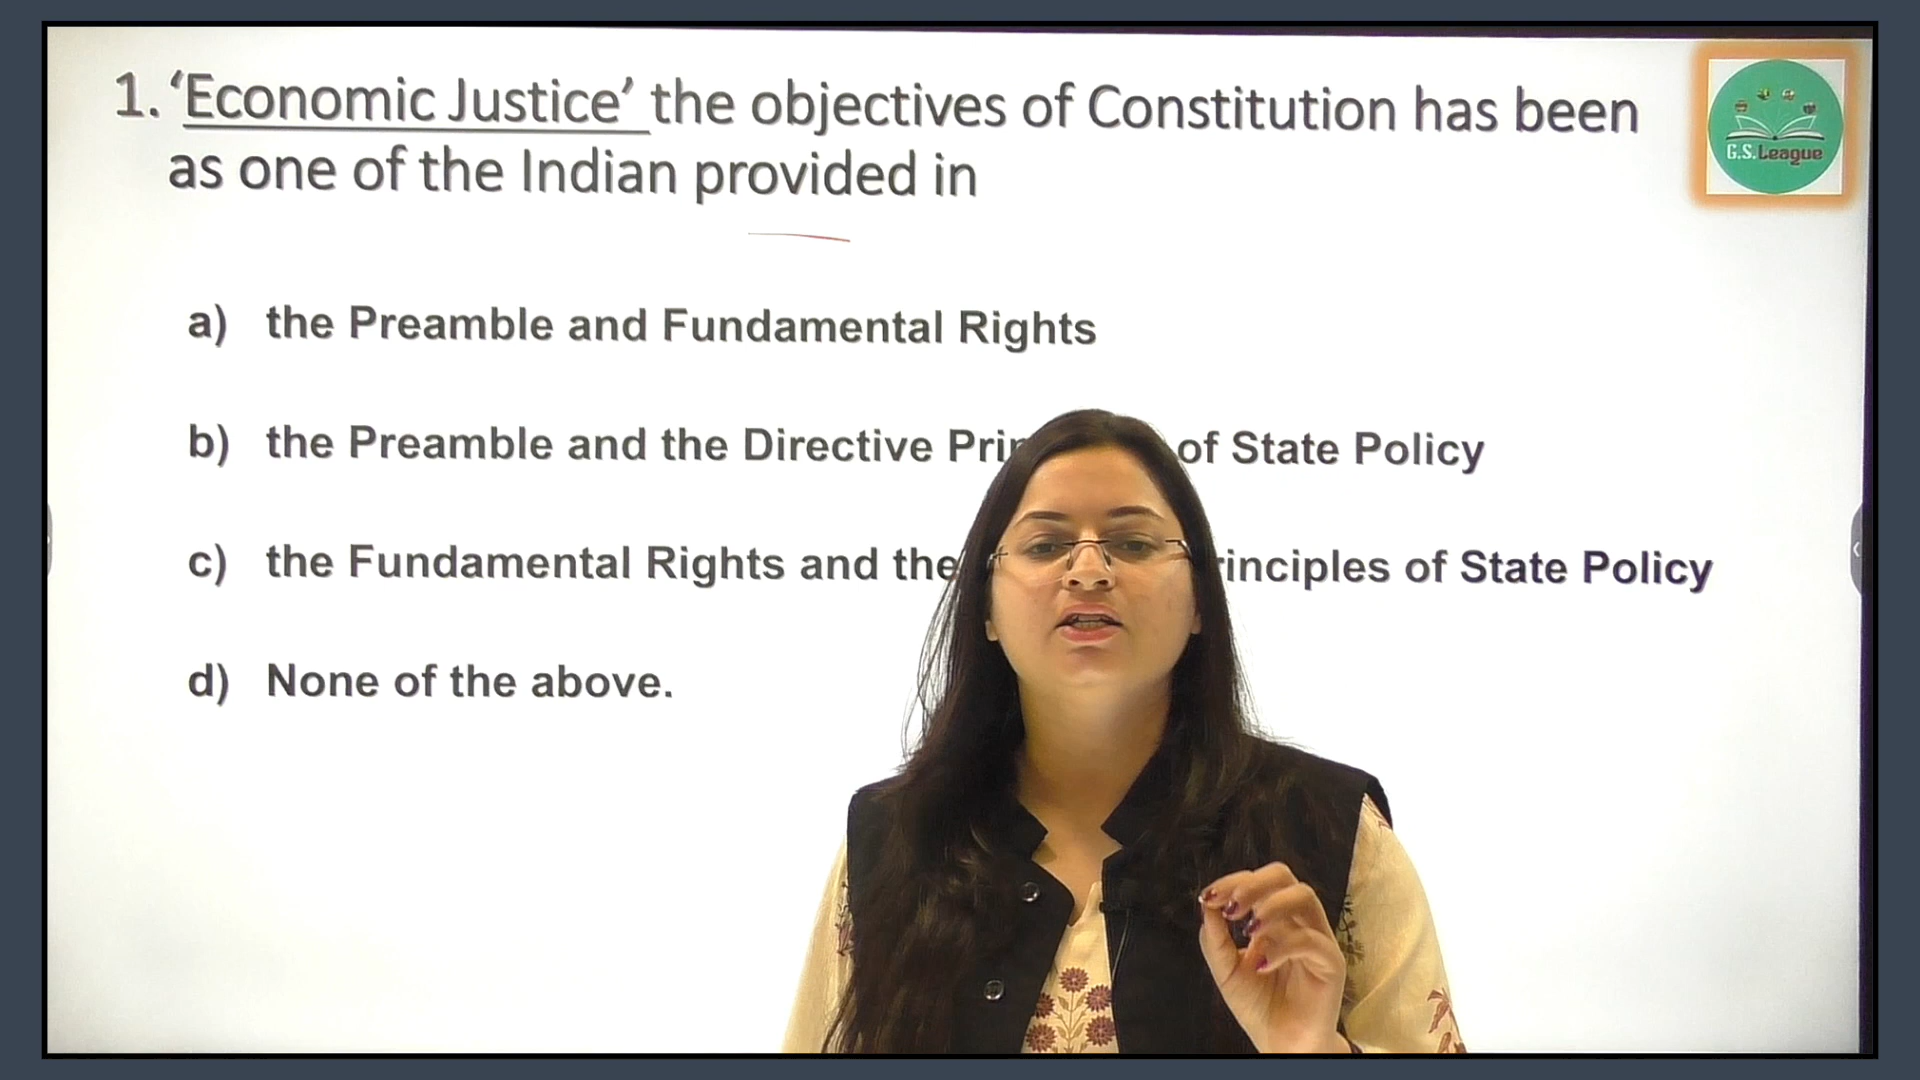 1. ‘Economic Justice’ the objectives of Constitution has been
as one of the Indian provided in
G.S.League
a) the Preamble and Fundamental Rights
b) the Preamble and the Directive of State Policy
c) the Fundamental Rights and the of State Policy
d) None of the above.